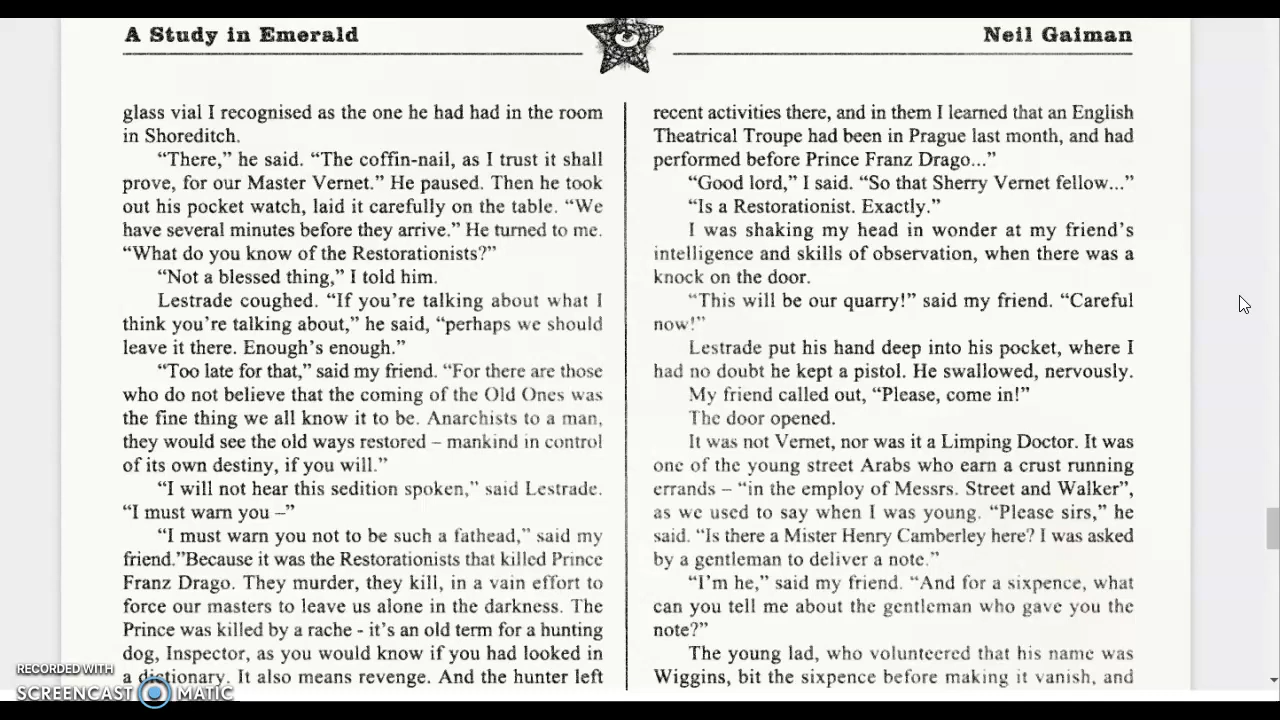 A Study in Emerald
Neil Gaiman
glass vial I recognised as the one he had had in the room
in Shoreditch.
“There,” he said. “The coffin-nail, as I trust it shall
prove, for our Master Vernet.” He paused. Then he took
out his pocket watch, laid it carefully on the table. “We
have several minutes before they arrive.” He turned to me.
“What do you know of the Restorationists?”
“Not a blessed thing,” I told him.
Lestrade coughed. “If you’re talking about what I
think you’re talking about,” he said, “perhaps we should
leave it there. Enough’s enough.”
“Too late for that,” said my friend. “For there are those
who do not believe that the coming of the Old Ones was
the fine thing we all know it to be. Anarchists to a man,
they would see the old ways restored – mankind in control
of its own destiny, if you will.”
“I will not hear this sedition spoken,” said Lestrade.
“I must warn you –”
“I must warn you not to be such a fathead,” said my
friend.”Because it was the Restorationists that killed Prince
Franz Drago. They murder, they kill, in a vain effort to
force our masters to leave us alone in the darkness. The
Prince was killed by a rache - it’s an old term for a hunting
dog, Inspector, as you would know if you had looked in
a dictionary. It also means revenge. And the hunter left
recent activities there, and in them I learned that an English
Theatrical Troupe had been in Prague last month, and had
performed before Prince Franz Drago...”
“Good lord,” I said. “So that Sherry Vernet fellow...”
“Is a Restorationist. Exactly.”
I was shaking my head in wonder at my friend’s
intelligence and skills of observation, when there was a
knock on the door.
“This will be our quarry!” said my friend. “Careful
now!”
Lestrade put his hand deep into his pocket, where I
had no doubt he kept a pistol. He swallowed, nervously.
My friend called out, “Please, come in!”
The door opened.
It was not Vernet, nor was it a Limping Doctor. It was
one of the young street Arabs who earn a crust running
errands – “in the employ of Messrs. Street and Walker”,
as we used to say when I was young. “Please sirs,” he
said. “Is there a Mister Henry Camberley here? I was asked
by a gentleman to deliver a note.”
“I’m he,” said my friend. “And for a sixpence, what
can you tell me about the gentleman who gave you the
note?”
The young lad, who volunteered that his name was
Wiggins, bit the sixpence before making it vanish, and
RECORDED WITH
SCREENCAST MATIC